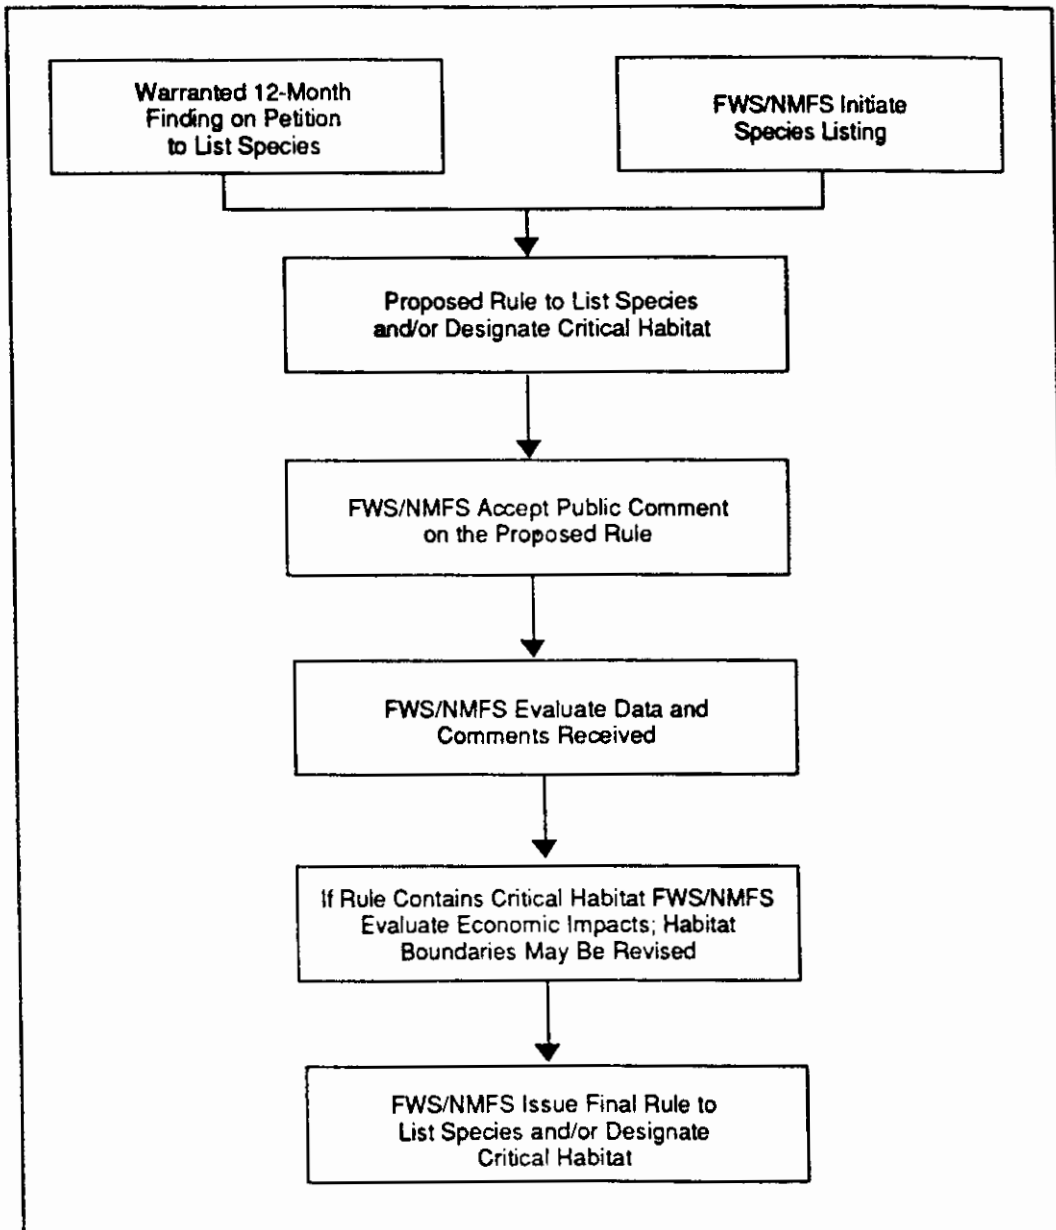 Warranted 12-Month
Finding on Petition
to List Species
FWS/NMFS Initiate
Species Listing
Proposed Rule to List Species
and/or Designate Critical Habitat
FWS/NMFS Accept Public Comment
on the Proposed Rule
FWS/NMFS Evaluate Data and
Comments Received
If Rule Contains Critical Habitat FWS/NMFS
Evaluate Economic Impacts; Habitat
Boundaries May Be Revised
FWS/NMFS Issue Final Rule to
List Species and/or Designate
Critical Habitat